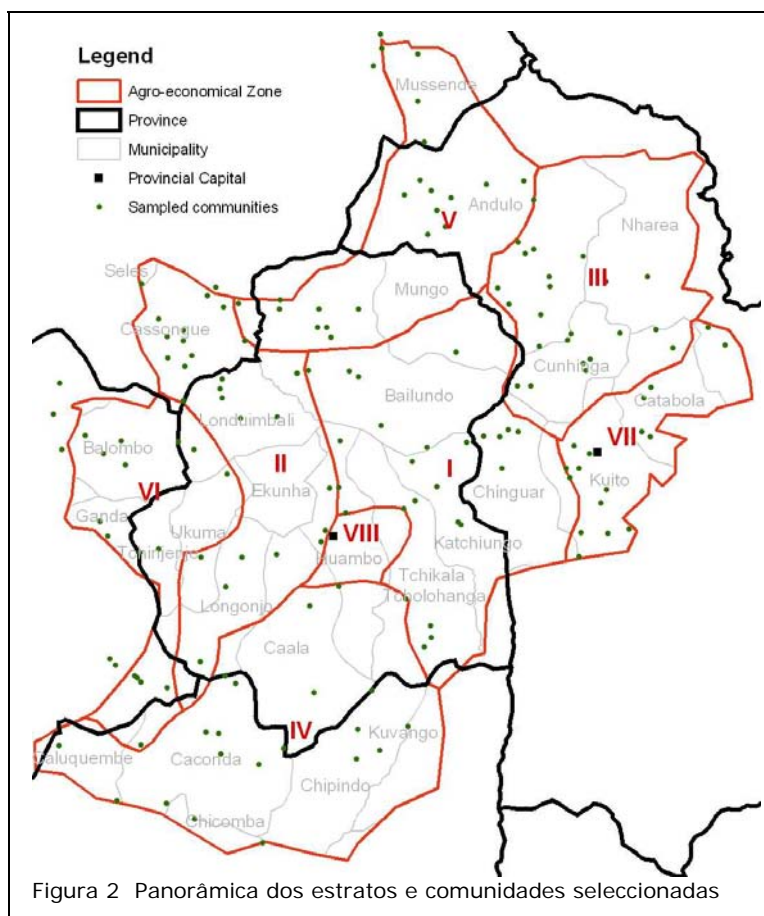 Legend
Agro-economical Zone
Province
Municipality
Provincial Capital
Sampled communities
Mussende
Andulo
V
Nharea
III
Seles
Mungo
Cassongue
Cunhinga
Bailundo
Catabola
Londuimbali
VII
Balombo
II
I
Kuito
Ekunha
Chinguar
VI
Ganda
Ukuma
VIII
Tchinjenje
Huambo
Katchiungo
Tchikala
Tcholohanga
Longonjo
Caala
IV
Kuvango
Caluquembe
Caconda
Chipindo
Chicomba
Figura 2 Panorâmica dos estratos e comunidades seleccionadas